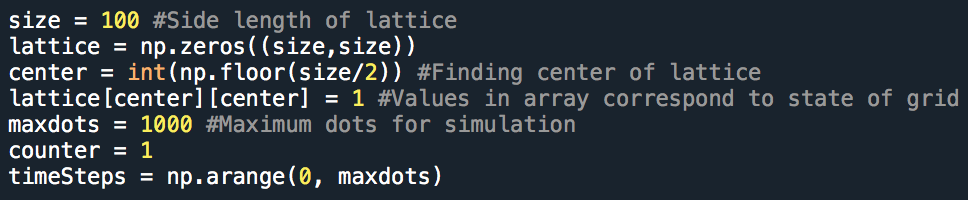 size = 100 #Side length of lattice
lattice = np.zeros((size,size))
center = int(np.floor(size/2)) #Finding center of lattice
lattice[center][center] = 1 #Values in array correspond to state of grid
maxdots = 1000 #Maximum dots for simulation
counter = 1
timeSteps = np.arange(0, maxdots)